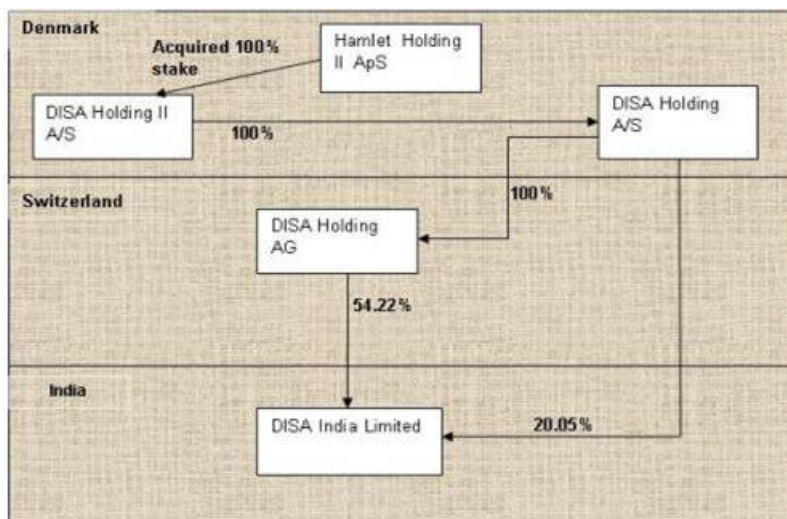 Denmark
Acquired 100%
stake
Hamlet Holding
II ApS
DISA Holding II
A/S
100%
DISA Holding
A/S
Switzerland
100%
DISA Holding
AG
54.22%
India
DISA India Limited
20.05%